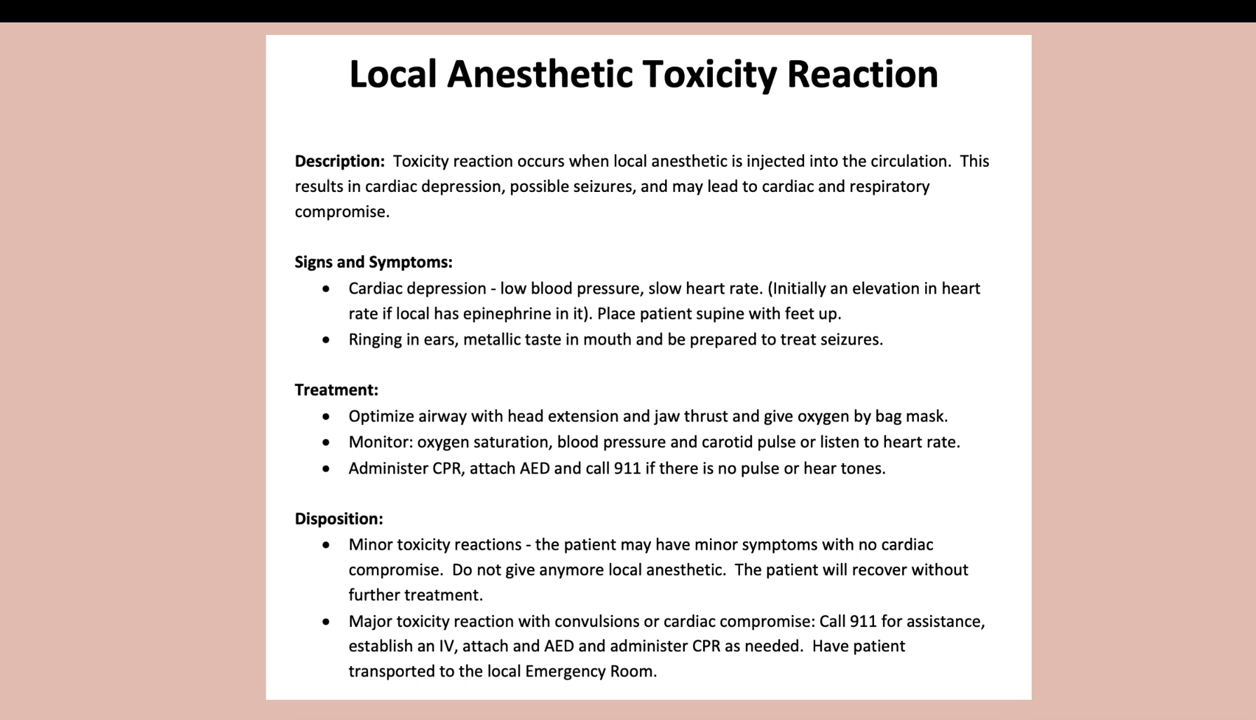 Local Anesthetic Toxicity Reaction
Description:  Toxicity reaction occurs when local anesthetic is injected into the circulation.  This
results in cardiac depression, possible seizures, and may lead to cardiac and respiratory
compromise.
Signs and Symptoms:
• Cardiac depression - low blood pressure, slow heart rate. (Initially an elevation in heart
rate if local has epinephrine in it). Place patient supine with feet up.
• Ringing in ears, metallic taste in mouth and be prepared to treat seizures.
Treatment:
• Optimize airway with head extension and jaw thrust and give oxygen by bag mask.
• Monitor: oxygen saturation, blood pressure and carotid pulse or listen to heart rate.
• Administer CPR, attach AED and call 911 if there is no pulse or hear tones.
Disposition:
• Minor toxicity reactions - the patient may have minor symptoms with no cardiac
compromise.  Do not give anymore local anesthetic.  The patient will recover without
further treatment.
• Major toxicity reaction with convulsions or cardiac compromise: Call 911 for assistance,
establish an IV, attach and AED and administer CPR as needed.  Have patient
transported to the local Emergency Room.